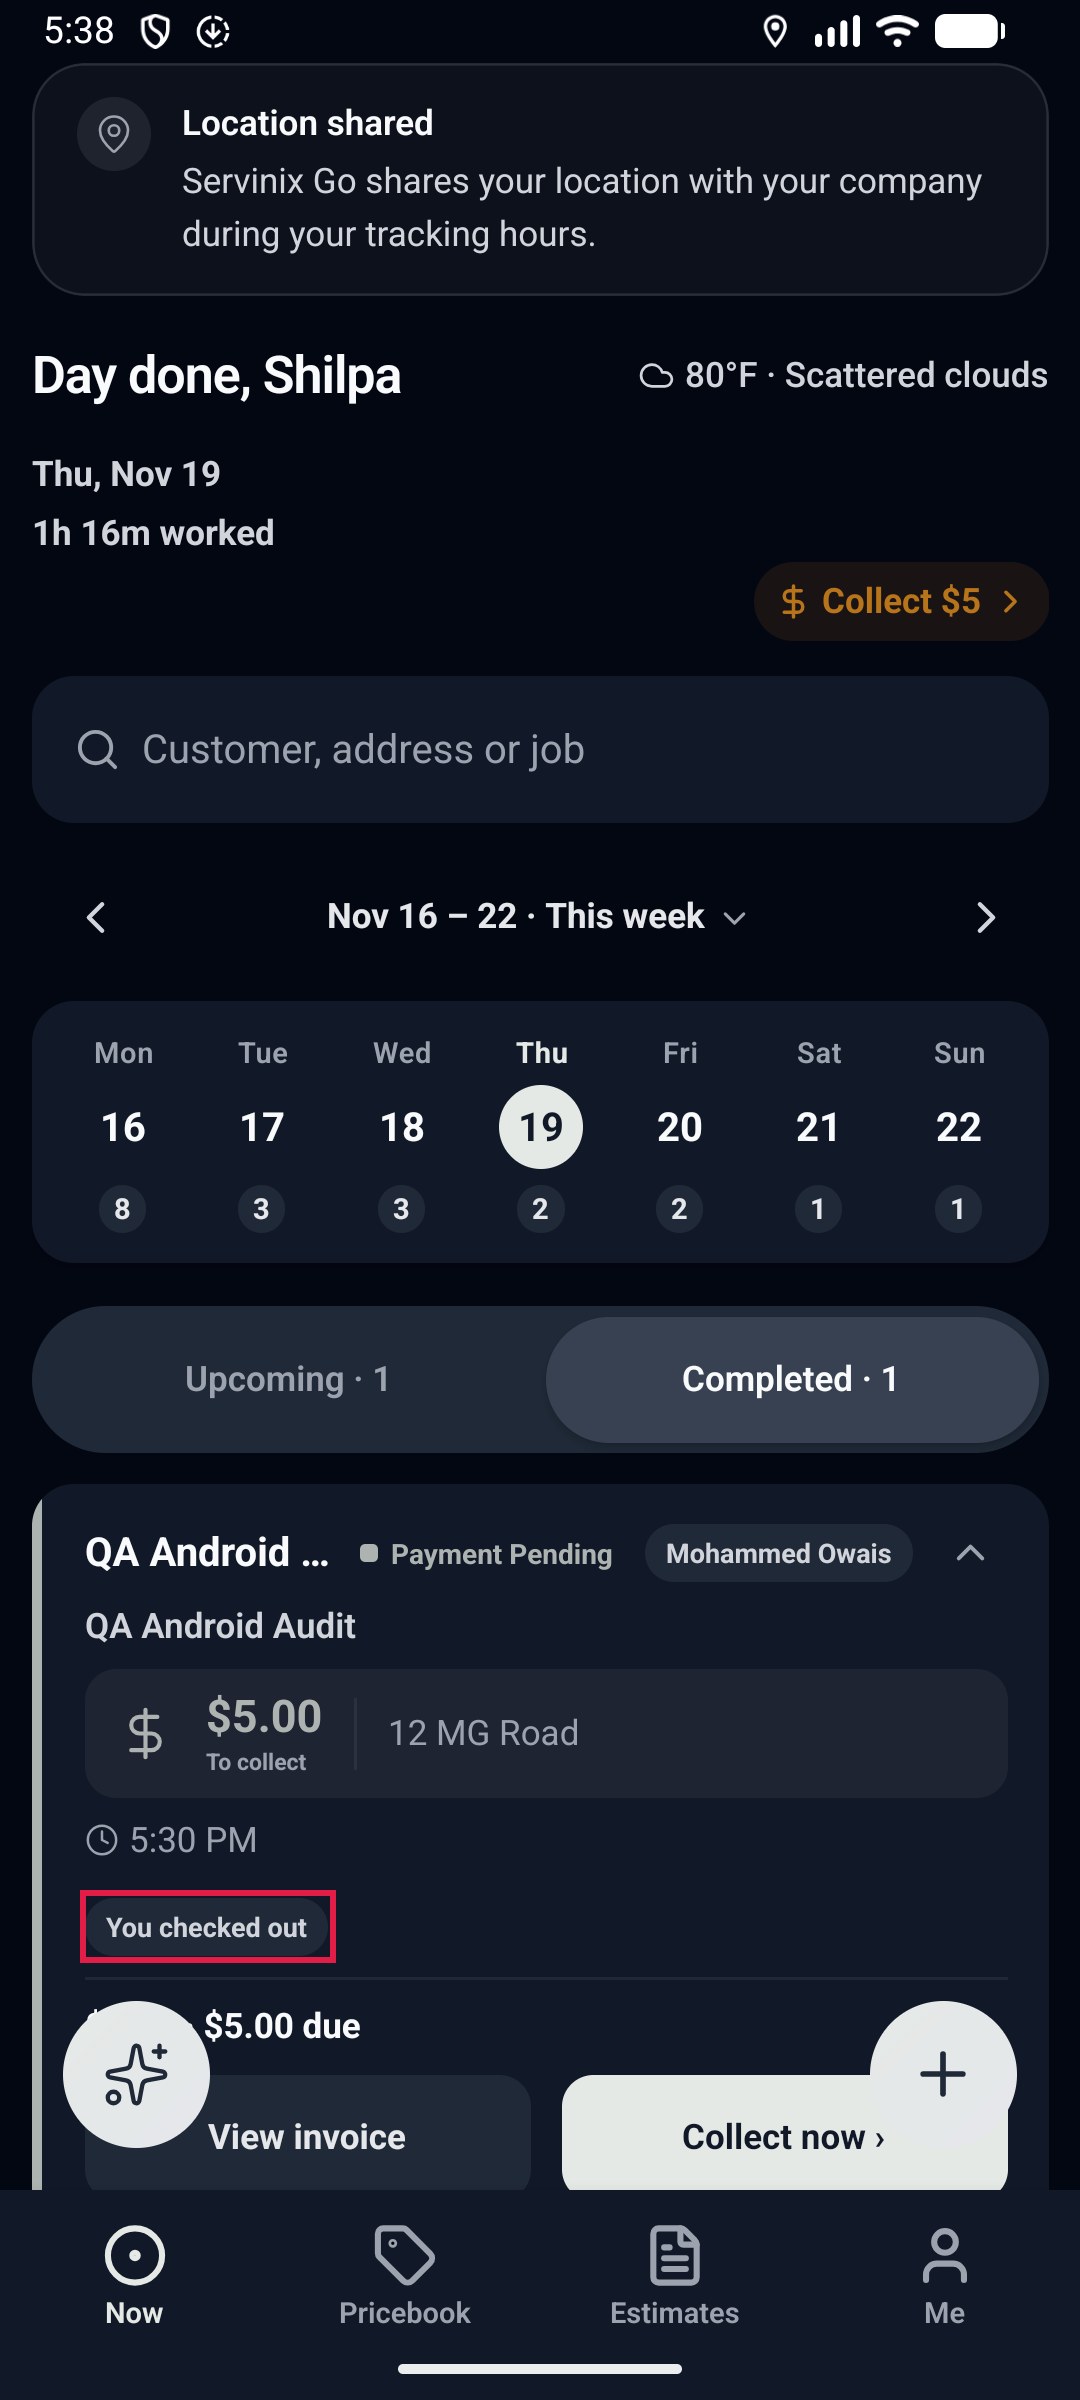 5:38
Location shared
Servinix Go shares your location with your company
during your tracking hours.
Day done, Shilpa
80°F · Scattered clouds
Thu, Nov 19
1h 16m worked
Collect $5
Customer, address or job
Nov 16 – 22 · This week
Mon Tue Wed Thu Fri Sat Sun
16 17 18 19 20 21 22
8 3 3 2 2 1 1
Upcoming · 1
Completed · 1
QA Android ...
Payment Pending
Mohammed Owais
QA Android Audit
$5.00
To collect
12 MG Road
5:30 PM
You checked out
$5.00 due
View invoice
Collect now ›
Now
Pricebook
Estimates
Me